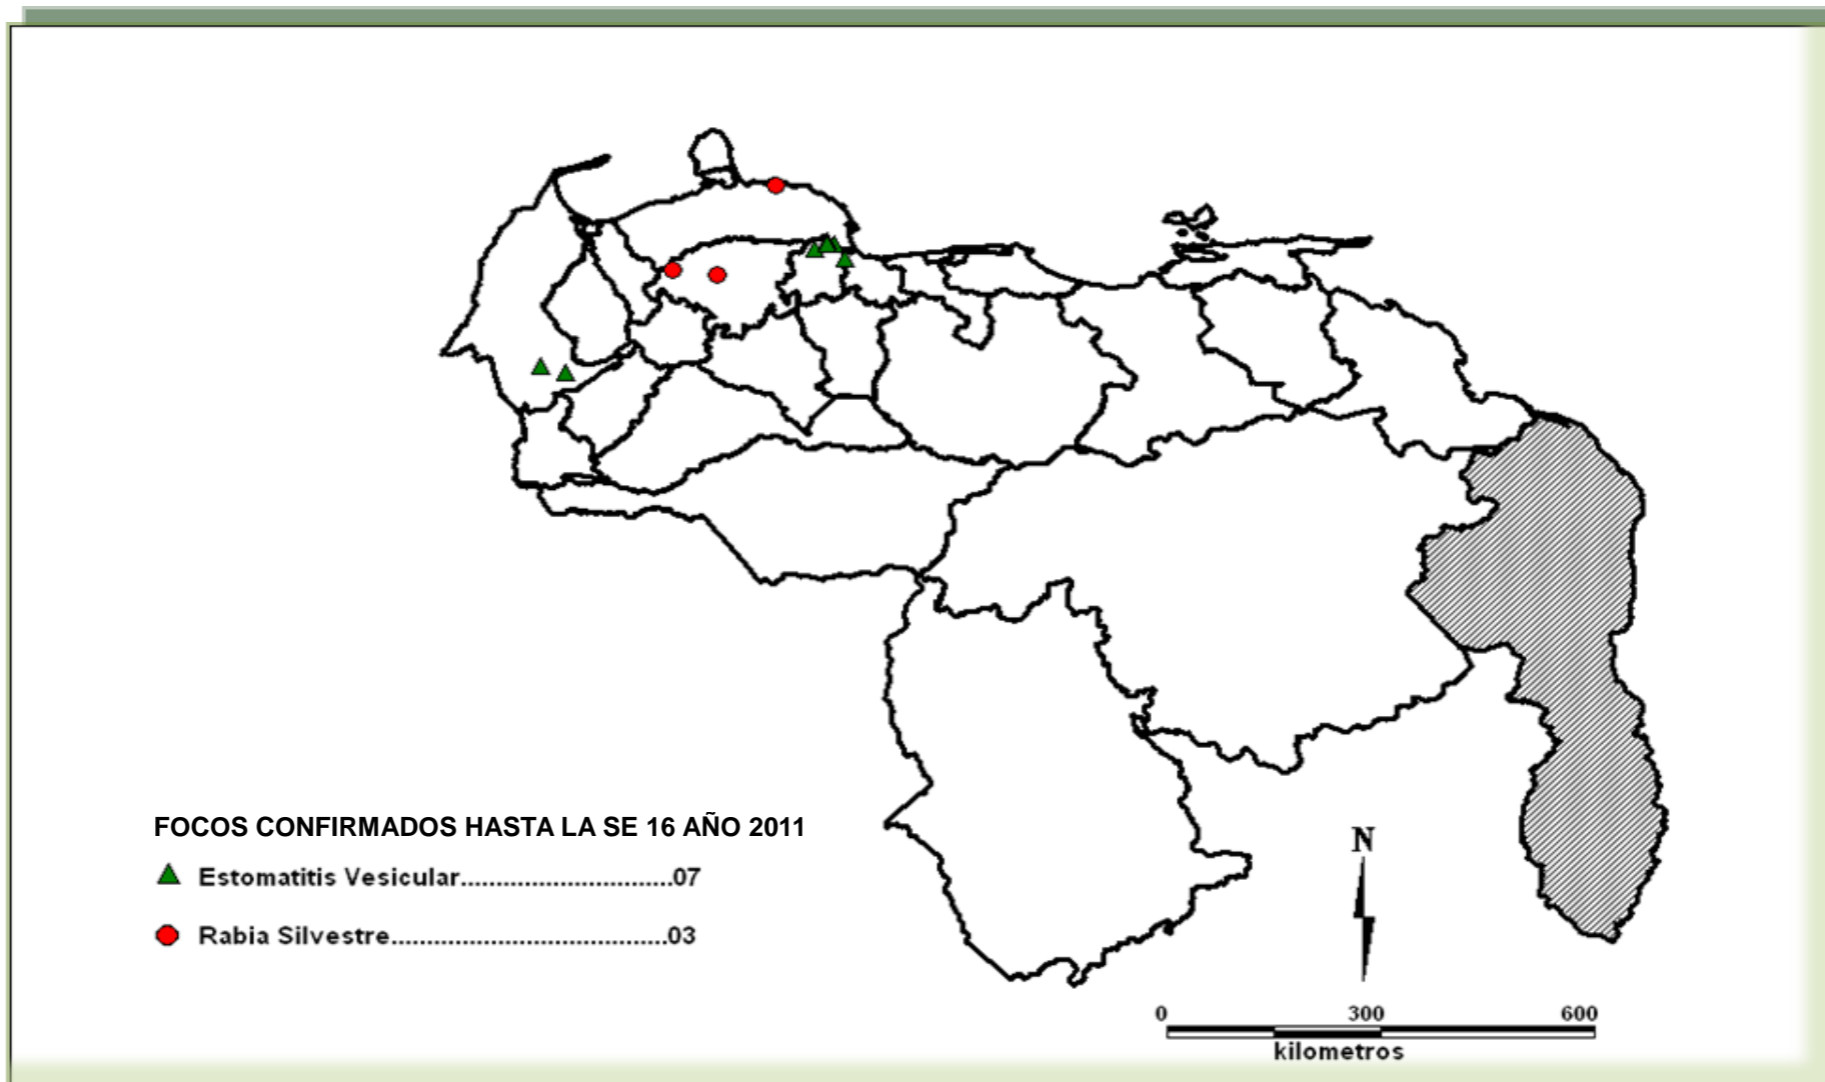 FOCOS CONFIRMADOS HASTA LA SE 16 AÑO 2011
Estomatitis Vesicular..............................07
Rabia Silvestre.......................................03
N
0 300 600
kilometros